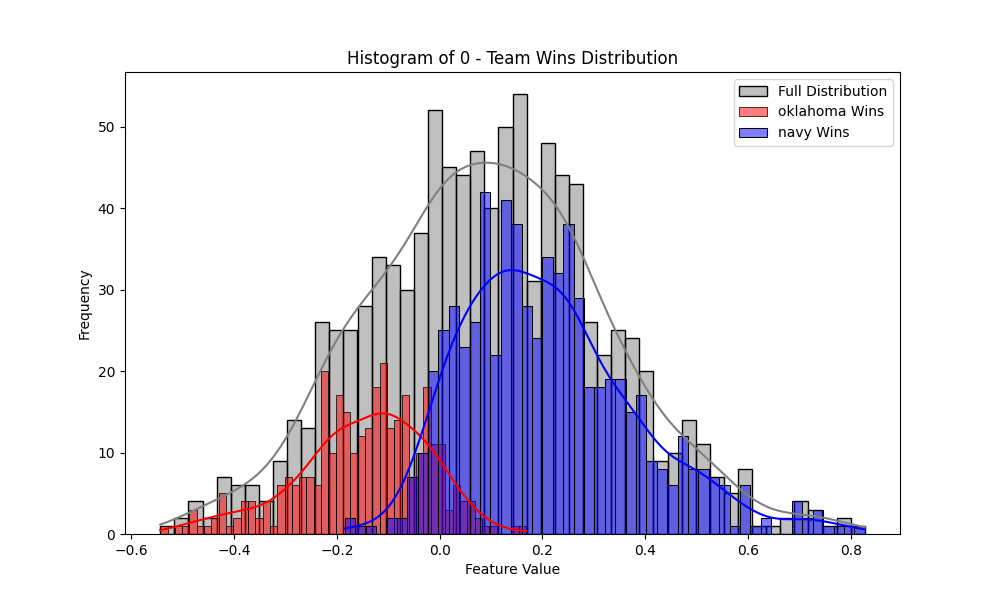 Histogram of 0 - Team Wins Distribution
Full Distribution
oklahoma Wins
navy Wins
Frequency
50
40
30
20
10
0
−0.6 −0.4 −0.2 0.0 0.2 0.4 0.6 0.8
Feature Value